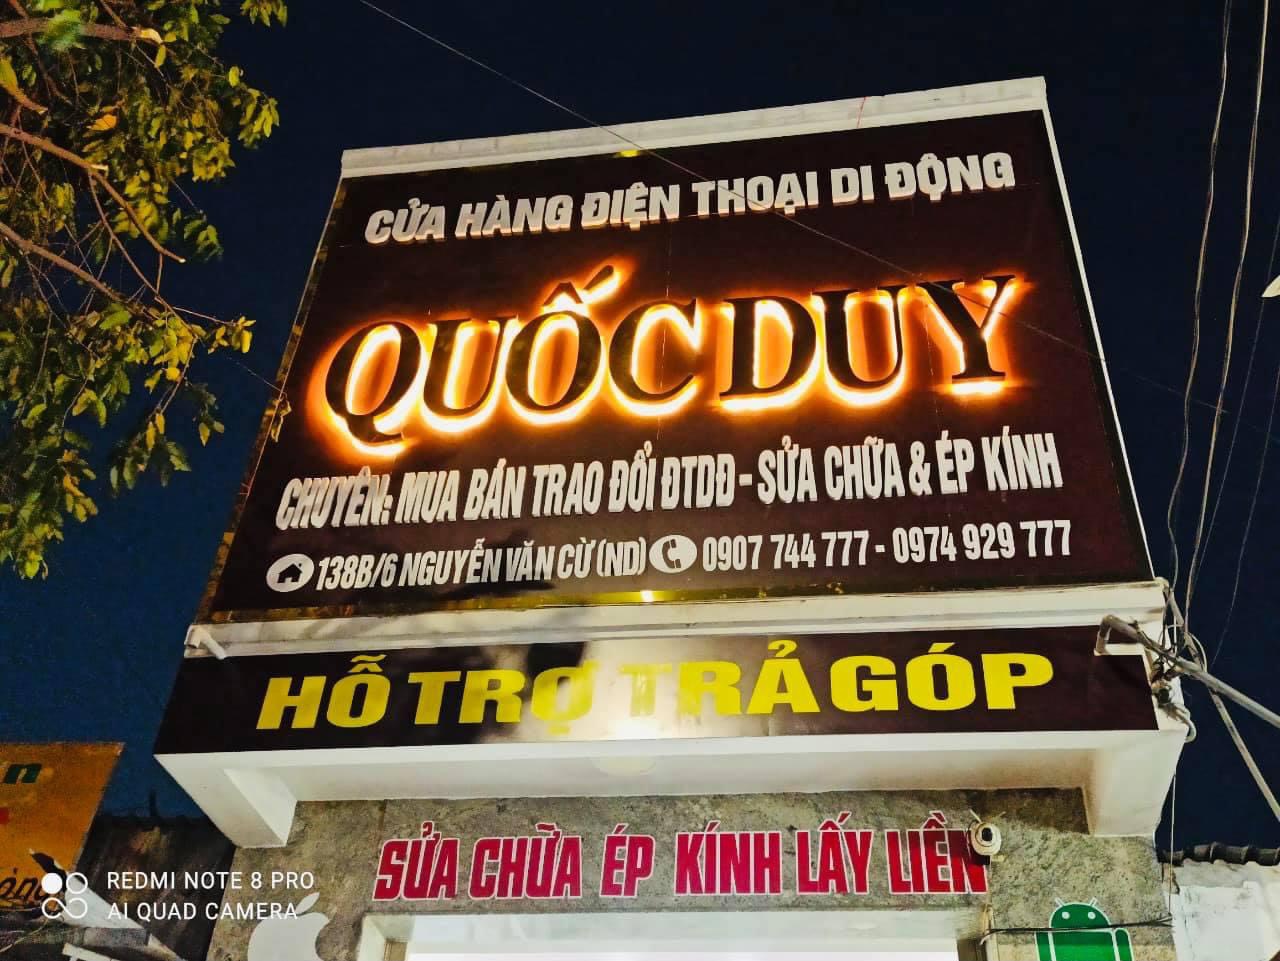 CỬA HÀNG ĐIỆN THOẠI DI ĐỘNG
QUỐC DUY
CHUYÊN: MUA BÁN TRAO ĐỔI ĐTDĐ - SỬA CHỮA & ÉP KÍNH
138B/6 NGUYỄN VĂN CỪ (ND) 0907 744 777 - 0974 929 777
HỖ TRỢ TRẢ GÓP
SỬA CHỮA ÉP KÍNH LẤY LIỀN
REDMI NOTE 8 PRO
AI QUAD CAMERA